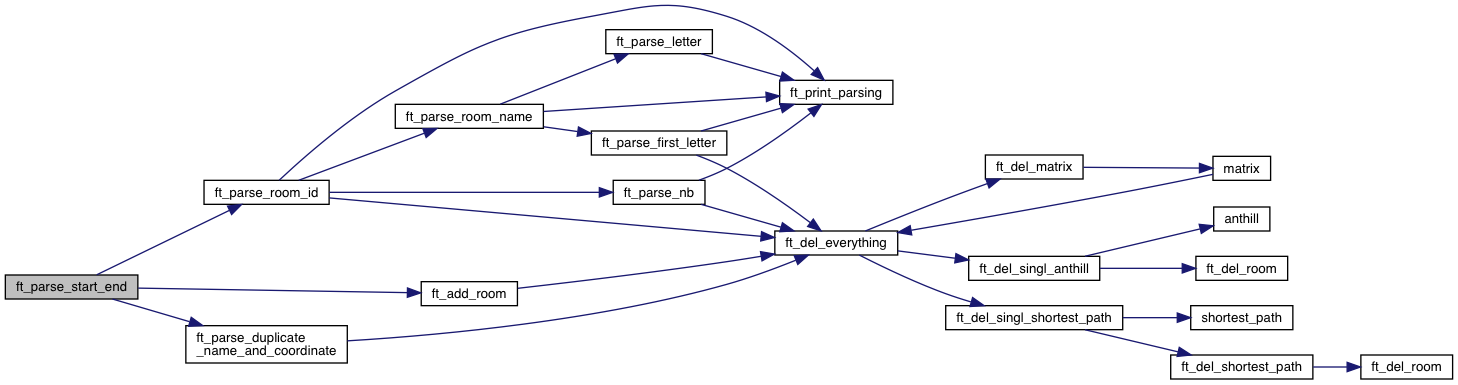 ft_parse_letter
ft_print_parsing
ft_parse_room_name
ft_parse_first_letter
ft_del_matrix
matrix
ft_parse_room_id
ft_parse_nb
anthill
ft_del_everything
ft_del_singl_anthill
ft_del_room
ft_parse_start_end
ft_add_room
ft_del_singl_shortest_path
shortest_path
ft_parse_duplicate
_name_and_coordinate
ft_del_shortest_path
ft_del_room